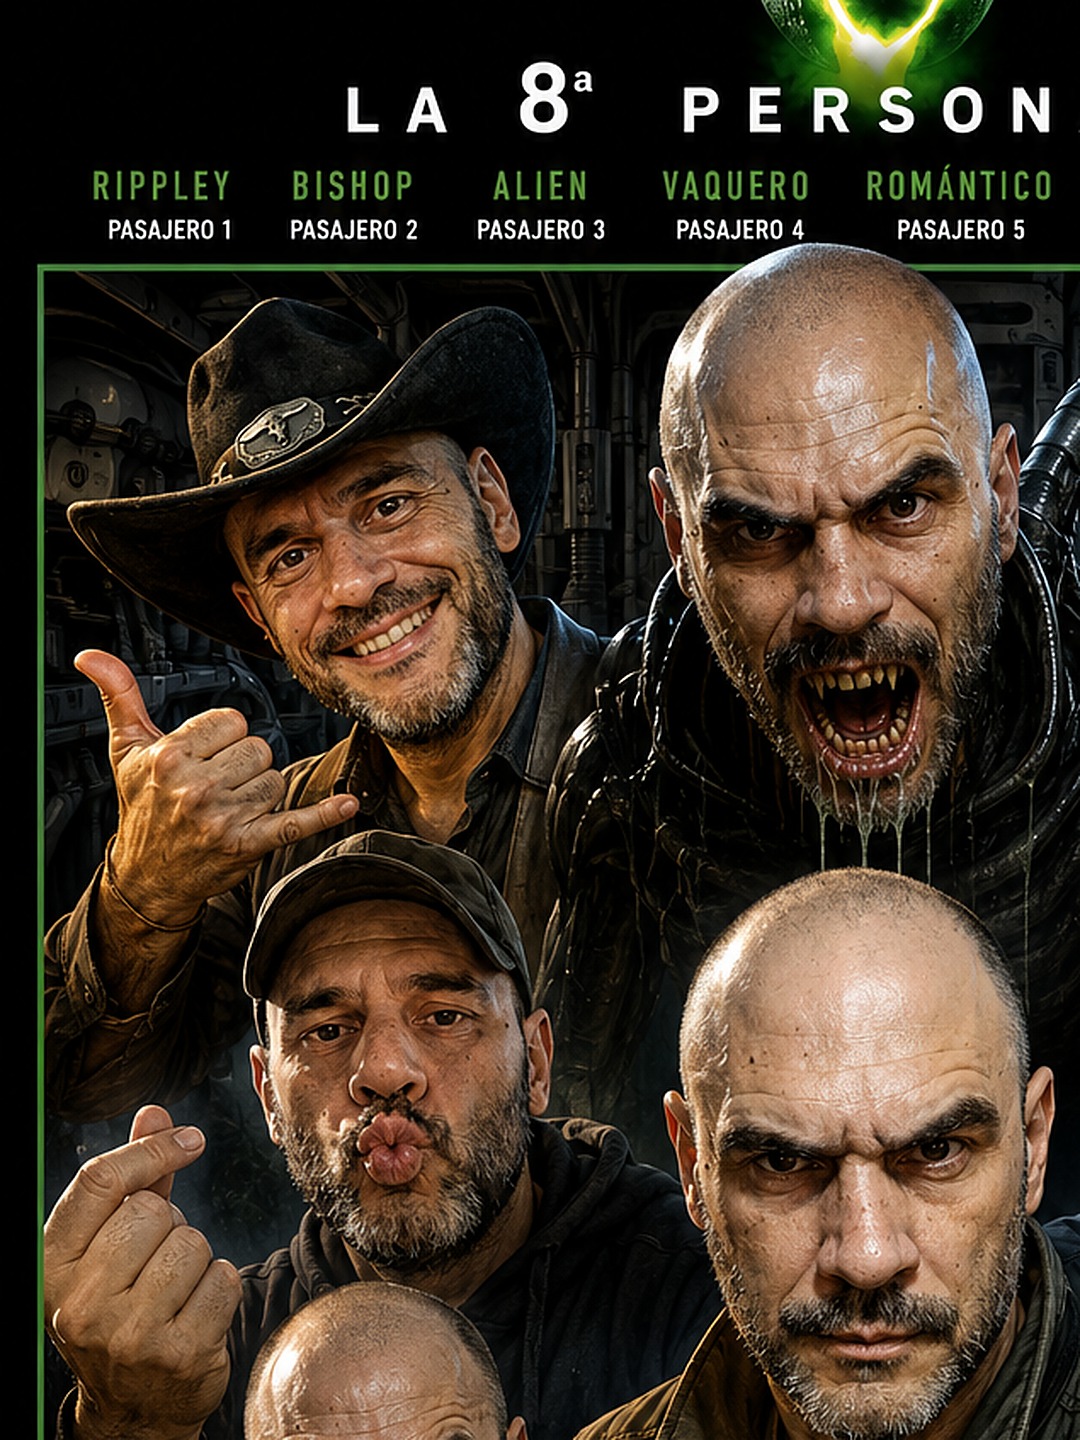 LA 8ª PERSON
RIPPLEY BISHOP ALIEN VAQUERO ROMÁNTICO
PASAJERO 1 PASAJERO 2 PASAJERO 3 PASAJERO 4 PASAJERO 5